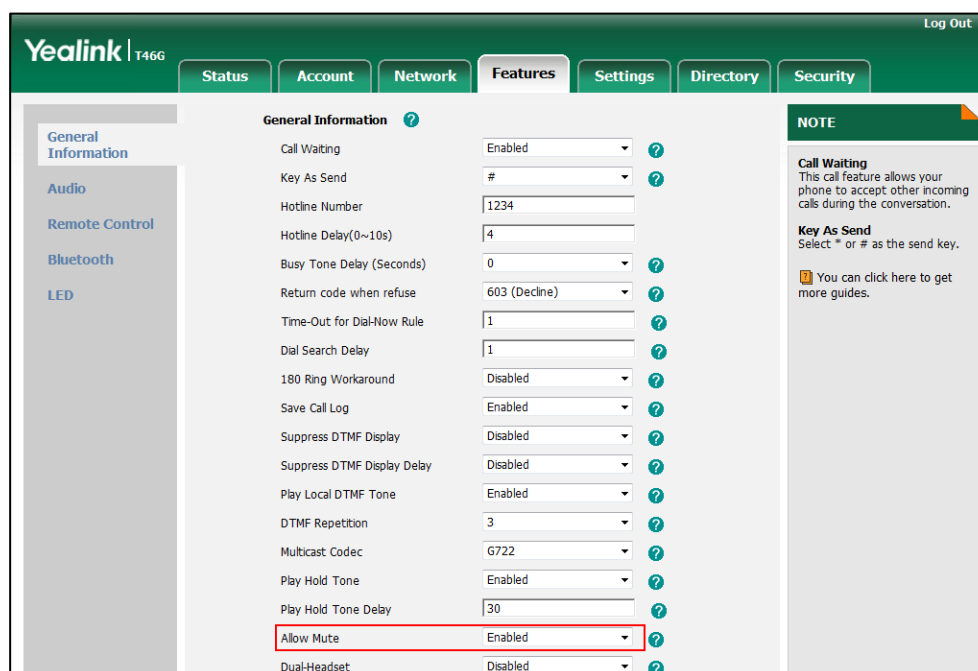 Log Out
Yealink T46G
Status Account Network Features Settings Directory Security
General Information
Audio
Remote Control
Bluetooth
LED
General Information ?
Call Waiting Enabled ?
Key As Send # ?
Hotline Number 1234
Hotline Delay(0~10s) 4
Busy Tone Delay (Seconds) 0 ?
Return code when refuse 603 (Decline) ?
Time-Out for Dial-Now Rule 1 ?
Dial Search Delay 1 ?
180 Ring Workaround Disabled ?
Save Call Log Enabled ?
Suppress DTMF Display Disabled ?
Suppress DTMF Display Delay Disabled ?
Play Local DTMF Tone Enabled ?
DTMF Repetition 3 ?
Multicast Codec G722 ?
Play Hold Tone Enabled ?
Play Hold Tone Delay 30 ?
Allow Mute Enabled ?
Dual-Headset Disabled ?
NOTE
Call Waiting
This call feature allows your
phone to accept other incoming
calls during the conversation.
Key As Send
Select * or # as the send key.
? You can click here to get
more guides.